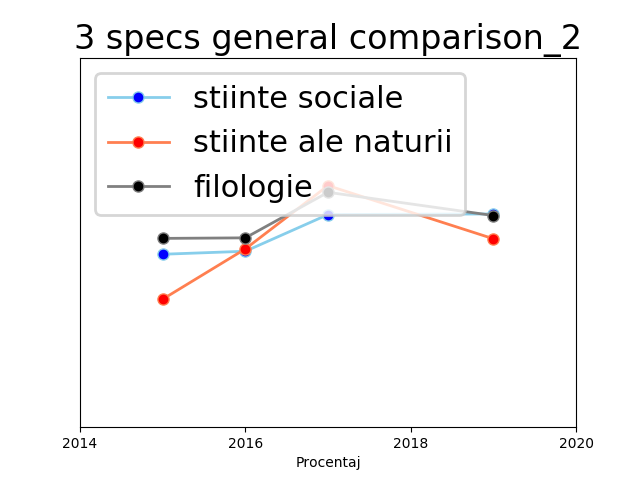 3 specs general comparison_2
stiinte sociale
stiinte ale naturii
filologie
2014 2016 2018 2020
Procentaj